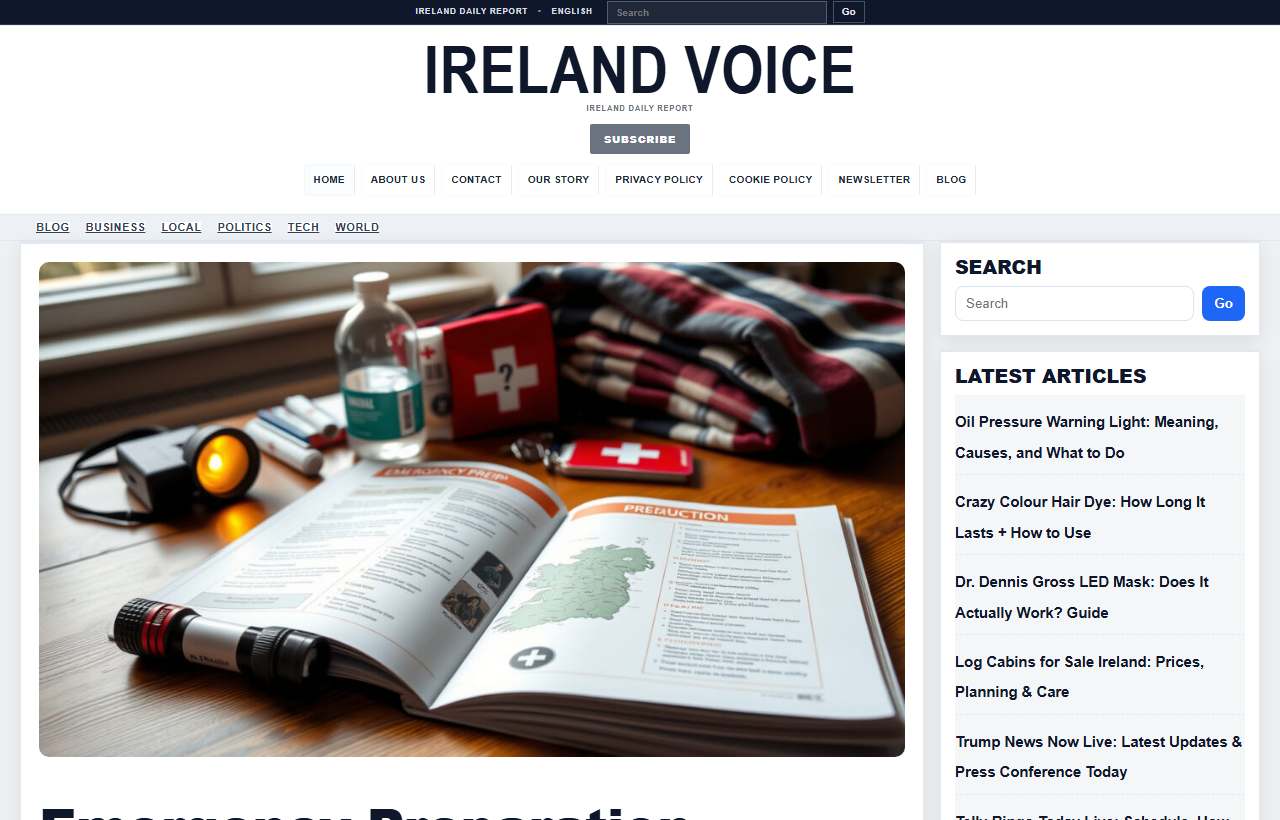 IRELAND DAILY REPORT - ENGLISH Search Go
IRELAND VOICE
IRELAND DAILY REPORT
SUBSCRIBE
HOME ABOUT US CONTACT OUR STORY PRIVACY POLICY COOKIE POLICY NEWSLETTER BLOG
BLOG BUSINESS LOCAL POLITICS TECH WORLD
?
EMERGENCY
PREEAUCTION
Emergency Preparation
SEARCH
Search Go
LATEST ARTICLES
Oil Pressure Warning Light: Meaning,
Causes, and What to Do
Crazy Colour Hair Dye: How Long It
Lasts + How to Use
Dr. Dennis Gross LED Mask: Does It
Actually Work? Guide
Log Cabins for Sale Ireland: Prices,
Planning & Care
Trump News Now Live: Latest Updates &
Press Conference Today